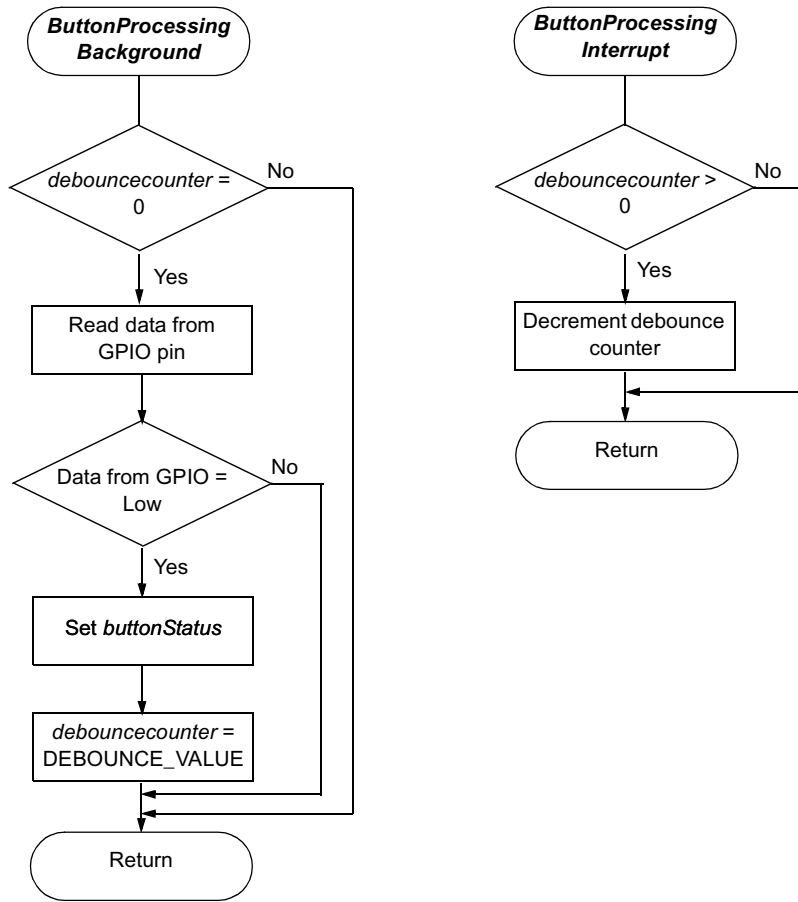 ButtonProcessing
Background
debouncecounter =
0
No
Yes
Read data from
GPIO pin
Data from GPIO =
Low
No
Yes
Set buttonStatus
debouncecounter =
DEBOUNCE_VALUE
Return
ButtonProcessing
Interrupt
debouncecounter >
0
No
Yes
Decrement debounce
counter
Return